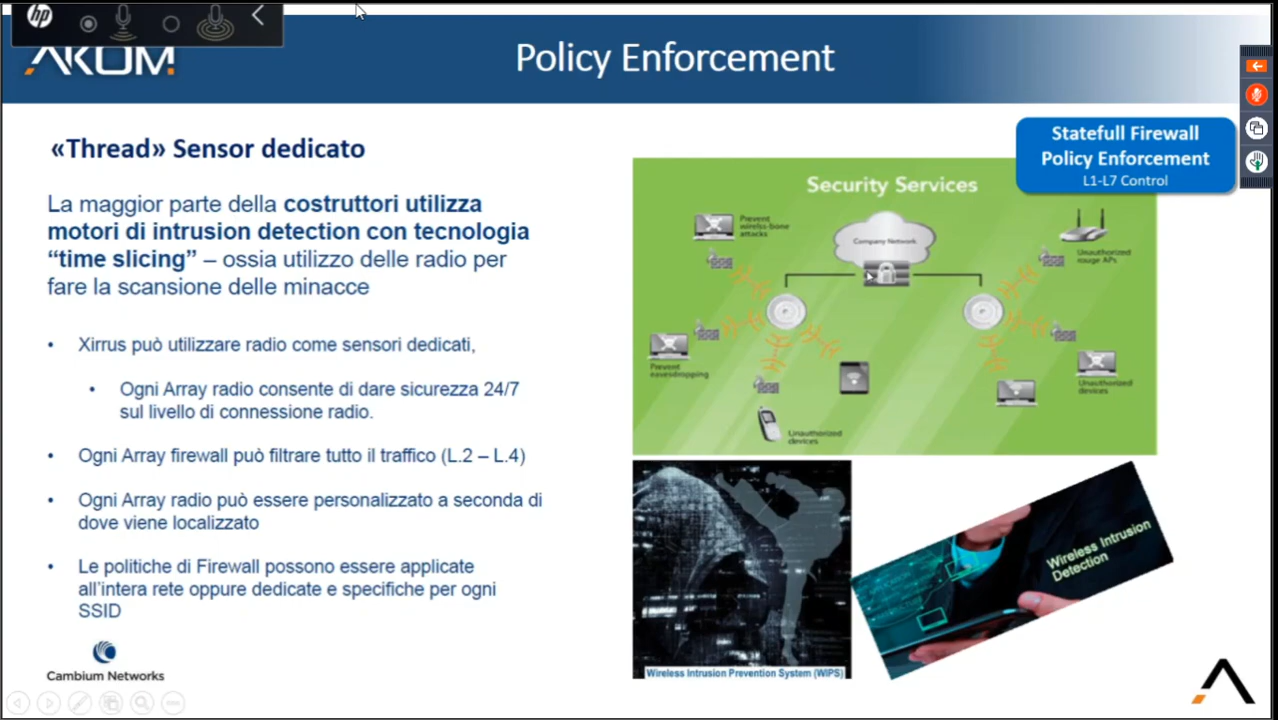 hp
AKOM
Policy Enforcement
«Thread» Sensor dedicato
La maggior parte della costruttori utilizza
motori di intrusion detection con tecnologia
“time slicing” – ossia utilizzo delle radio per
fare la scansione delle minacce
• Xirrus può utilizzare radio come sensori dedicati,
• Ogni Array radio consente di dare sicurezza 24/7
sul livello di connessione radio.
• Ogni Array firewall può filtrare tutto il traffico (L.2 – L.4)
• Ogni Array radio può essere personalizzato a seconda di
dove viene localizzato
• Le politiche di Firewall possono essere applicate
all’intera rete oppure dedicate e specifiche per ogni
SSID
Cambium Networks
Statefull Firewall
Policy Enforcement
L1-L7 Control
Security Services
Prevent
wireless-bone
attacks
Company Network
Unauthorized
rouge APs
Prevent
eavesdropping
Unauthorized
devices
Unauthorized
devices
Wireless Intrusion Prevention System (WIPS)
Wireless Intrusion
Detection